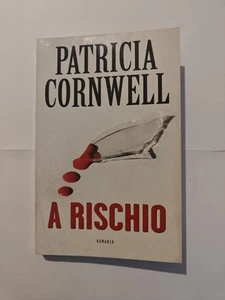 PATRICIA
CORNWELL
A RISCHIO
ROMANZO